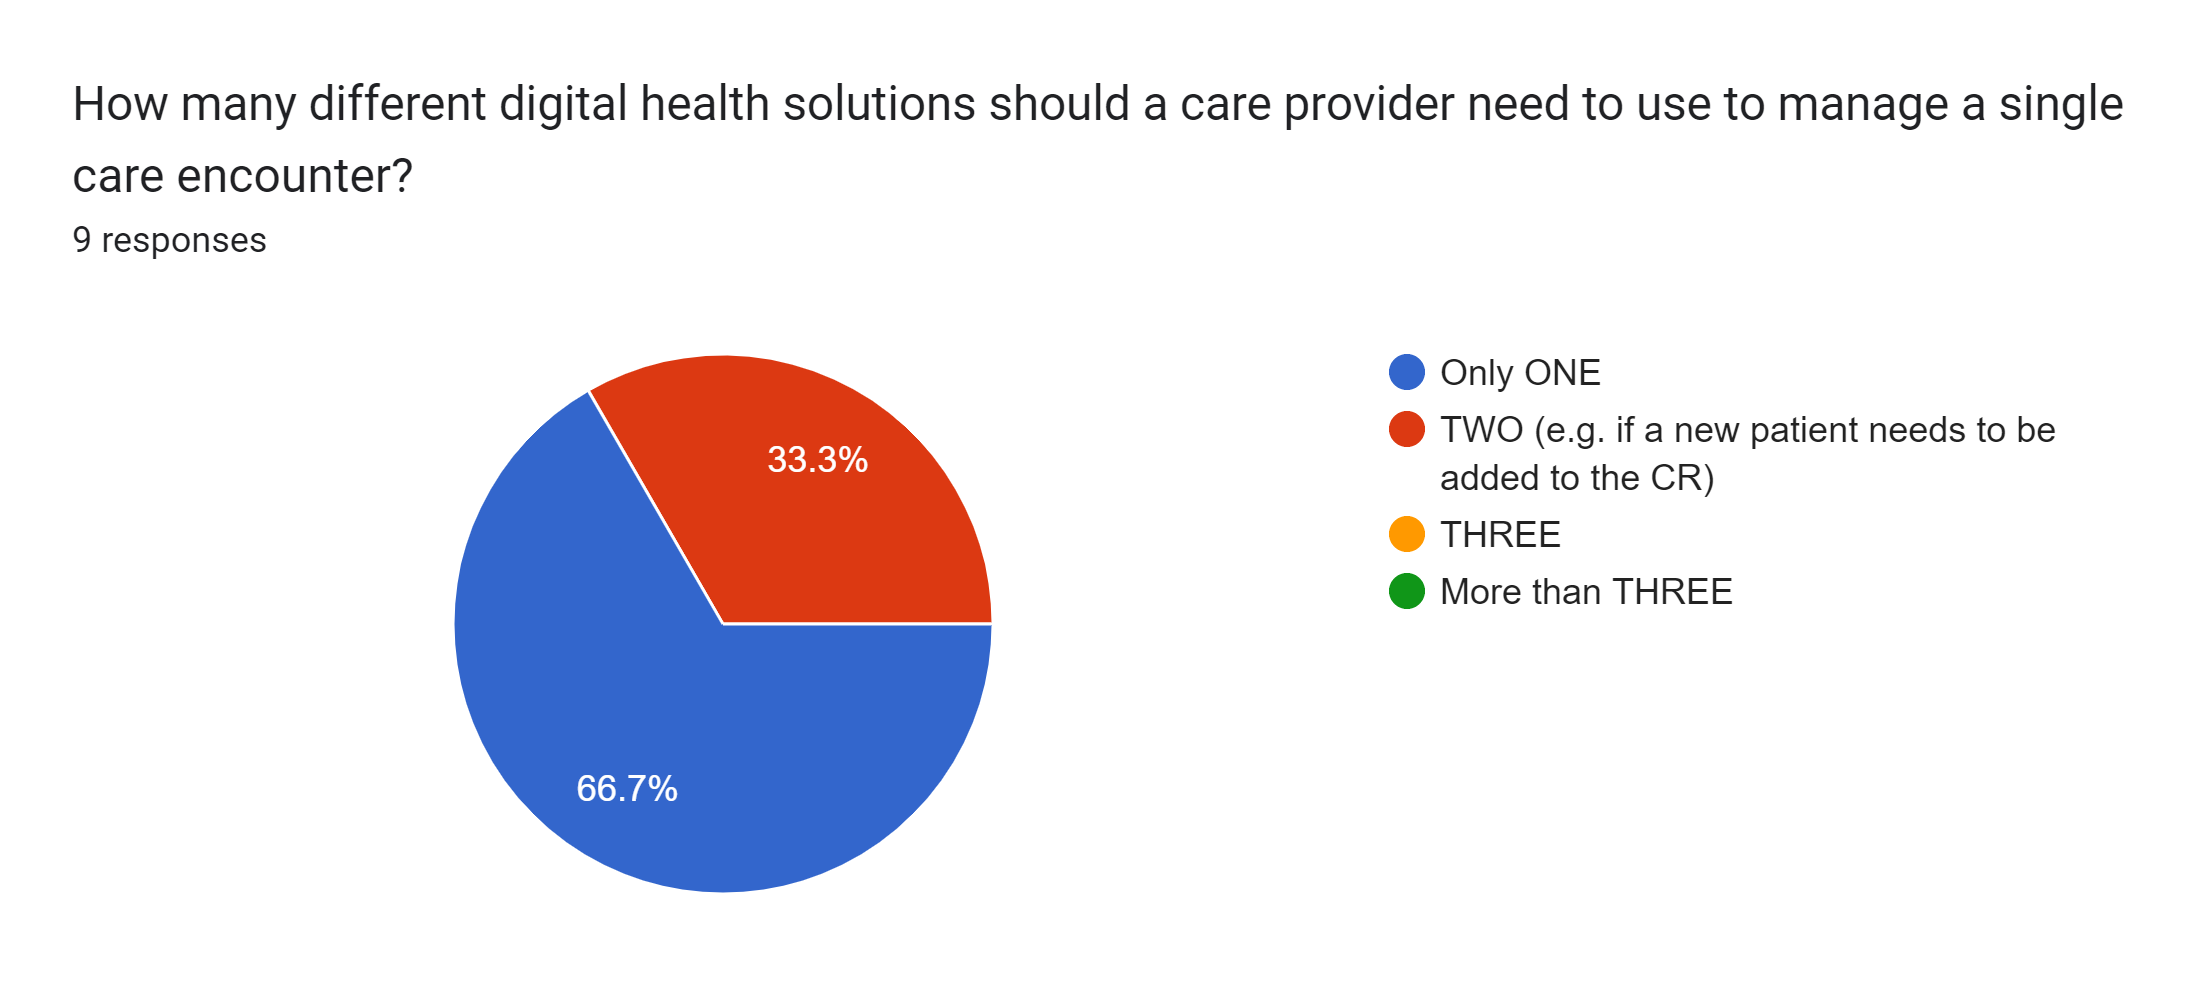 How many different digital health solutions should a care provider need to use to manage a single
care encounter?
9 responses
33.3%
66.7%
Only ONE
TWO (e.g. if a new patient needs to be
added to the CR)
THREE
More than THREE